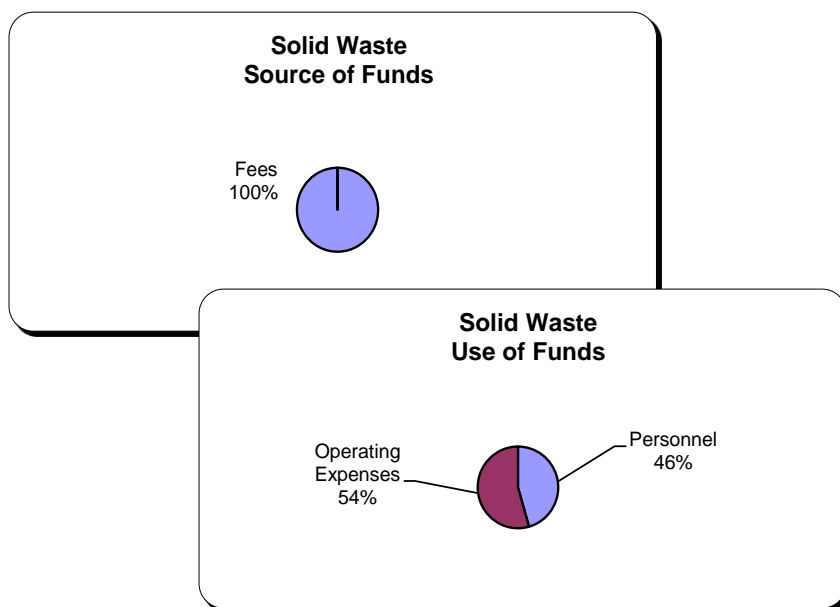 Solid Waste
Source of Funds
Fees
100%
Solid Waste
Use of Funds
Operating
Expenses
54%
Personnel
46%